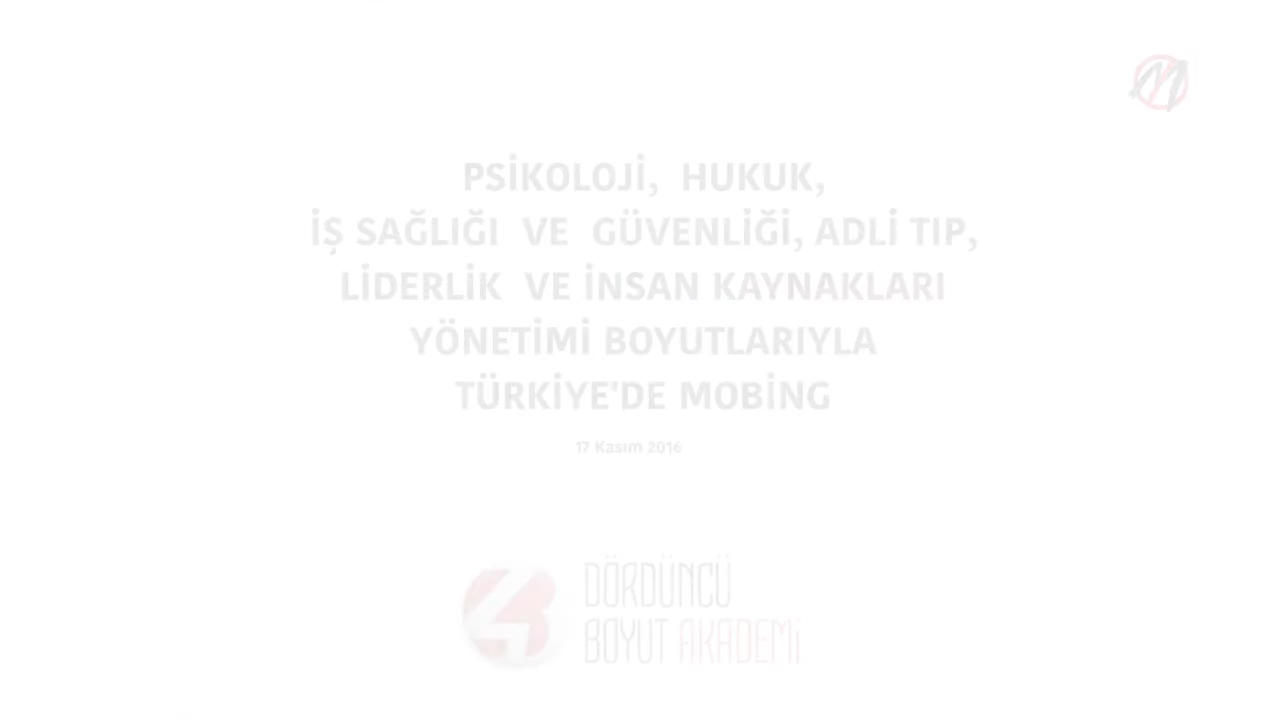 PSİKOLOJİ, HUKUK,
İŞ SAĞLIĞI VE GÜVENLİĞİ, ADLİ TIP,
LİDERLİK VE İNSAN KAYNAKLARI
YÖNETİMİ BOYUTLARIYLA
TÜRKİYE'DE MOBİNG
17 Kasım 2016
DÖRDÜNCÜ
BOYUT AKADEMİ